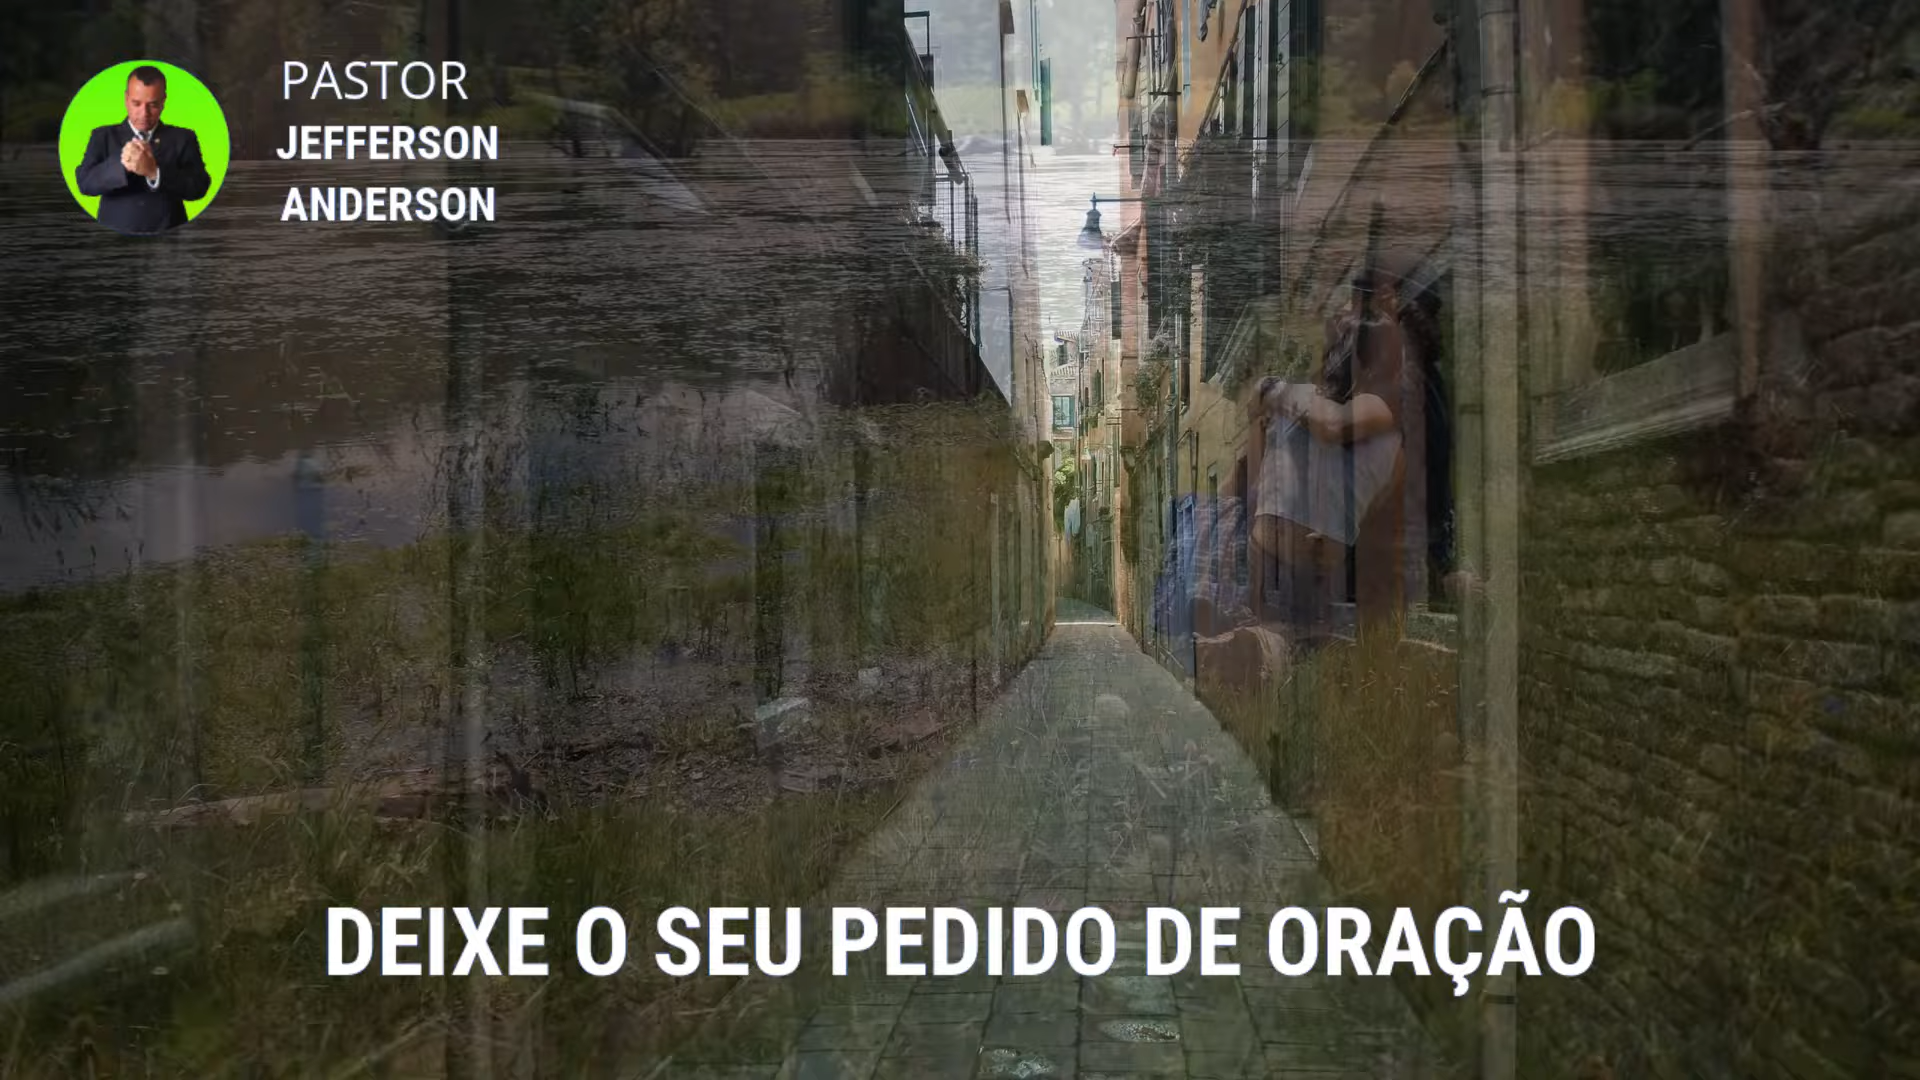 PASTOR
JEFFERSON
ANDERSON
DEIXE O SEU PEDIDO DE ORAÇÃO